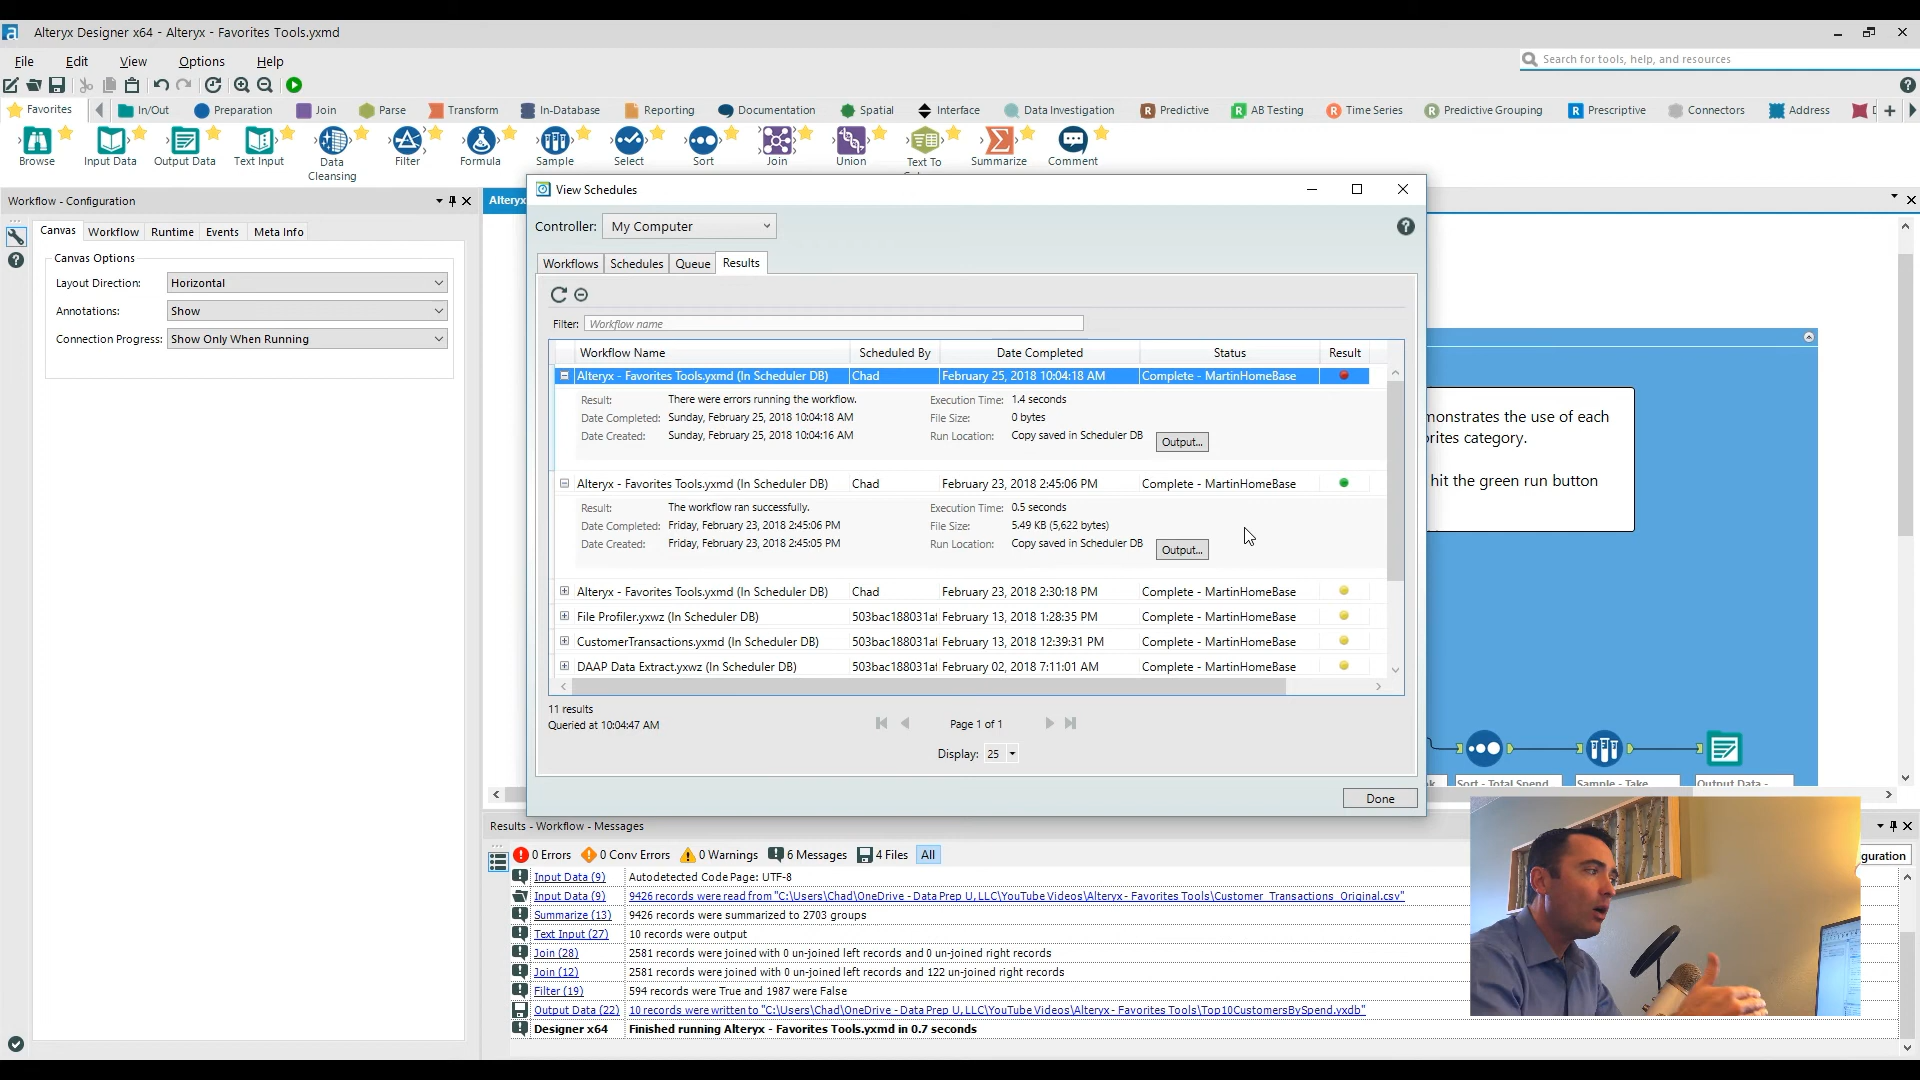 Alteryx Designer x64 - Alteryx - Favorites Tools.yxmd
File Edit View Options Help
Search for tools, help, and resources
Favorites In/Out Preparation Join Parse Transform In-Database Reporting Documentation Spatial Interface Data Investigation Predictive AB Testing Time Series Predictive Grouping Prescriptive Connectors Address
Browse Input Data Output Data Text Input Data Cleansing Filter Formula Sample Select Sort Join Union Text To Summarize Comment
Workflow - Configuration
Canvas Workflow Runtime Events Meta Info
Canvas Options
Layout Direction: Horizontal
Annotations: Show
Connection Progress: Show Only When Running
Alteryx
View Schedules
Controller: My Computer
Workflows Schedules Queue Results
Filter: Workflow name
Workflow Name Scheduled By Date Completed Status Result
Alteryx - Favorites Tools.yxmd (In Scheduler DB) Chad February 25, 2018 10:04:18 AM Complete - MartinHomeBase
Result: There were errors running the workflow. Execution Time: 1.4 seconds
Date Completed: Sunday, February 25, 2018 10:04:18 AM File Size: 0 bytes
Date Created: Sunday, February 25, 2018 10:04:16 AM Run Location: Copy saved in Scheduler DB Output...
Alteryx - Favorites Tools.yxmd (In Scheduler DB) Chad February 23, 2018 2:45:06 PM Complete - MartinHomeBase
Result: The workflow ran successfully. Execution Time: 0.5 seconds
Date Completed: Friday, February 23, 2018 2:45:06 PM File Size: 5.49 KB (5,622 bytes)
Date Created: Friday, February 23, 2018 2:45:05 PM Run Location: Copy saved in Scheduler DB Output...
Alteryx - Favorites Tools.yxmd (In Scheduler DB) Chad February 23, 2018 2:30:18 PM Complete - MartinHomeBase
File Profiler.yxwz (In Scheduler DB) 503bac188031a February 13, 2018 1:28:35 PM Complete - MartinHomeBase
CustomerTransactions.yxmd (In Scheduler DB) 503bac188031a February 13, 2018 12:39:31 PM Complete - MartinHomeBase
DAAP Data Extract.yxwz (In Scheduler DB) 503bac188031a February 02, 2018 7:11:01 AM Complete - MartinHomeBase
11 results
Queried at 10:04:47 AM
Page 1 of 1
Display: 25
Done
monstrates the use of each
rites category.
hit the green run button
Sort - Total Spend Sample - Take Output Data -
Results - Workflow - Messages
0 Errors 0 Conv Errors 0 Warnings 6 Messages 4 Files All
guration
Input Data (9) Autodetected Code Page: UTF-8
Input Data (9) 9426 records were read from "C:\Users\Chad\OneDrive - Data Prep U, LLC\YouTube Videos\Alteryx - Favorites Tools\Customer_Transactions_Original.csv"
Summarize (13) 9426 records were summarized to 2703 groups
Text Input (27) 10 records were output
Join (28) 2581 records were joined with 0 un-joined left records and 0 un-joined right records
Join (12) 2581 records were joined with 0 un-joined left records and 122 un-joined right records
Filter (19) 594 records were True and 1987 were False
Output Data (22) 10 records were written to "C:\Users\Chad\OneDrive - Data Prep U, LLC\YouTube Videos\Alteryx - Favorites Tools\Top10CustomersBySpend.yxdb"
Designer x64 Finished running Alteryx - Favorites Tools.yxmd in 0.7 seconds